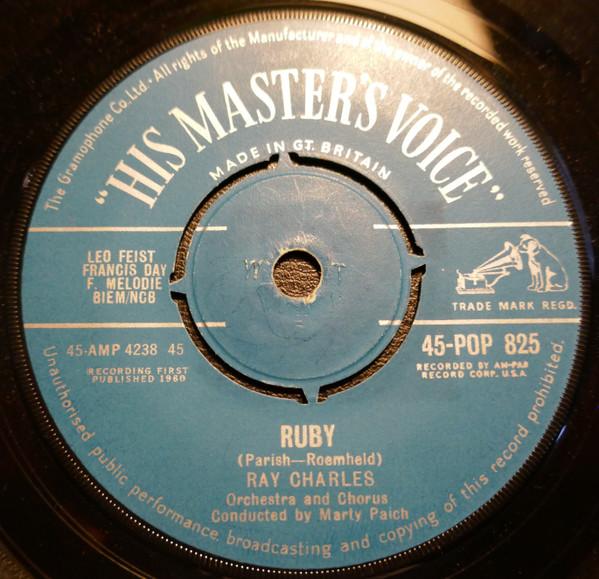 The Gramophone Co. Ltd. · All rights of the Manufacturer and of the owner of the recorded work reserved
"HIS MASTER'S VOICE"
MADE IN GT. BRITAIN
LEO FEIST
FRANCIS DAY
F. MELODIE
BIEM/NCB
TRADE MARK REGD.
45-AMP 4238 45
RECORDING FIRST
PUBLISHED 1960
45-POP 825
RECORDED BY AM-PAR
RECORD CORP. U.S.A.
RUBY
(Parish—Roemheld)
RAY CHARLES
Orchestra and Chorus
Conducted by Marty Paich
Unauthorised public performance, broadcasting and copying of this record prohibited.